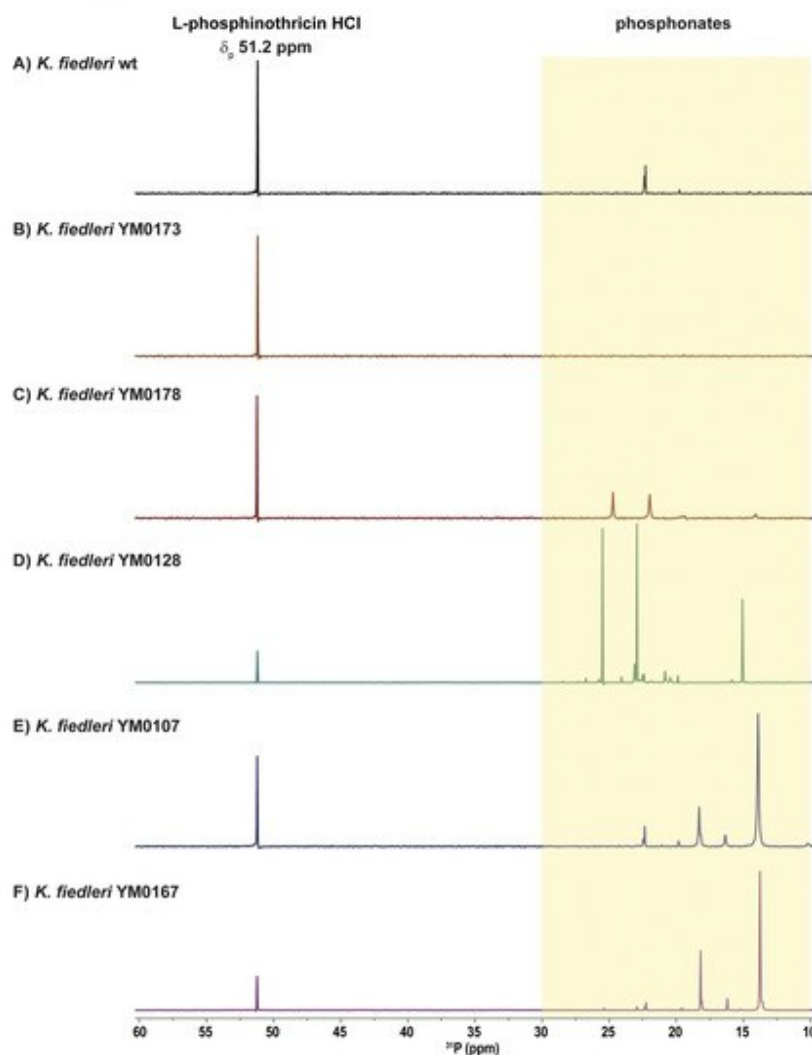 L-phosphinothricin HCl phosphonates
δp 51.2 ppm
A) K. fiedleri wt
B) K. fiedleri YM0173
C) K. fiedleri YM0178
D) K. fiedleri YM0128
E) K. fiedleri YM0107
F) K. fiedleri YM0167
60 55 50 45 40 35 30 25 20 15 10
³¹P (ppm)